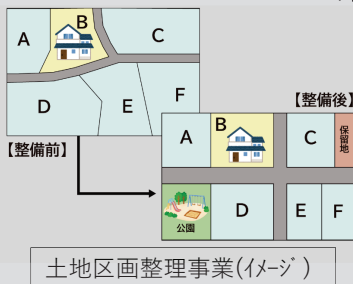 A B C
D E F
【整備前】
【整備後】
A B C 保留地
公園 D E F
土地区画整理事業(イメージ)